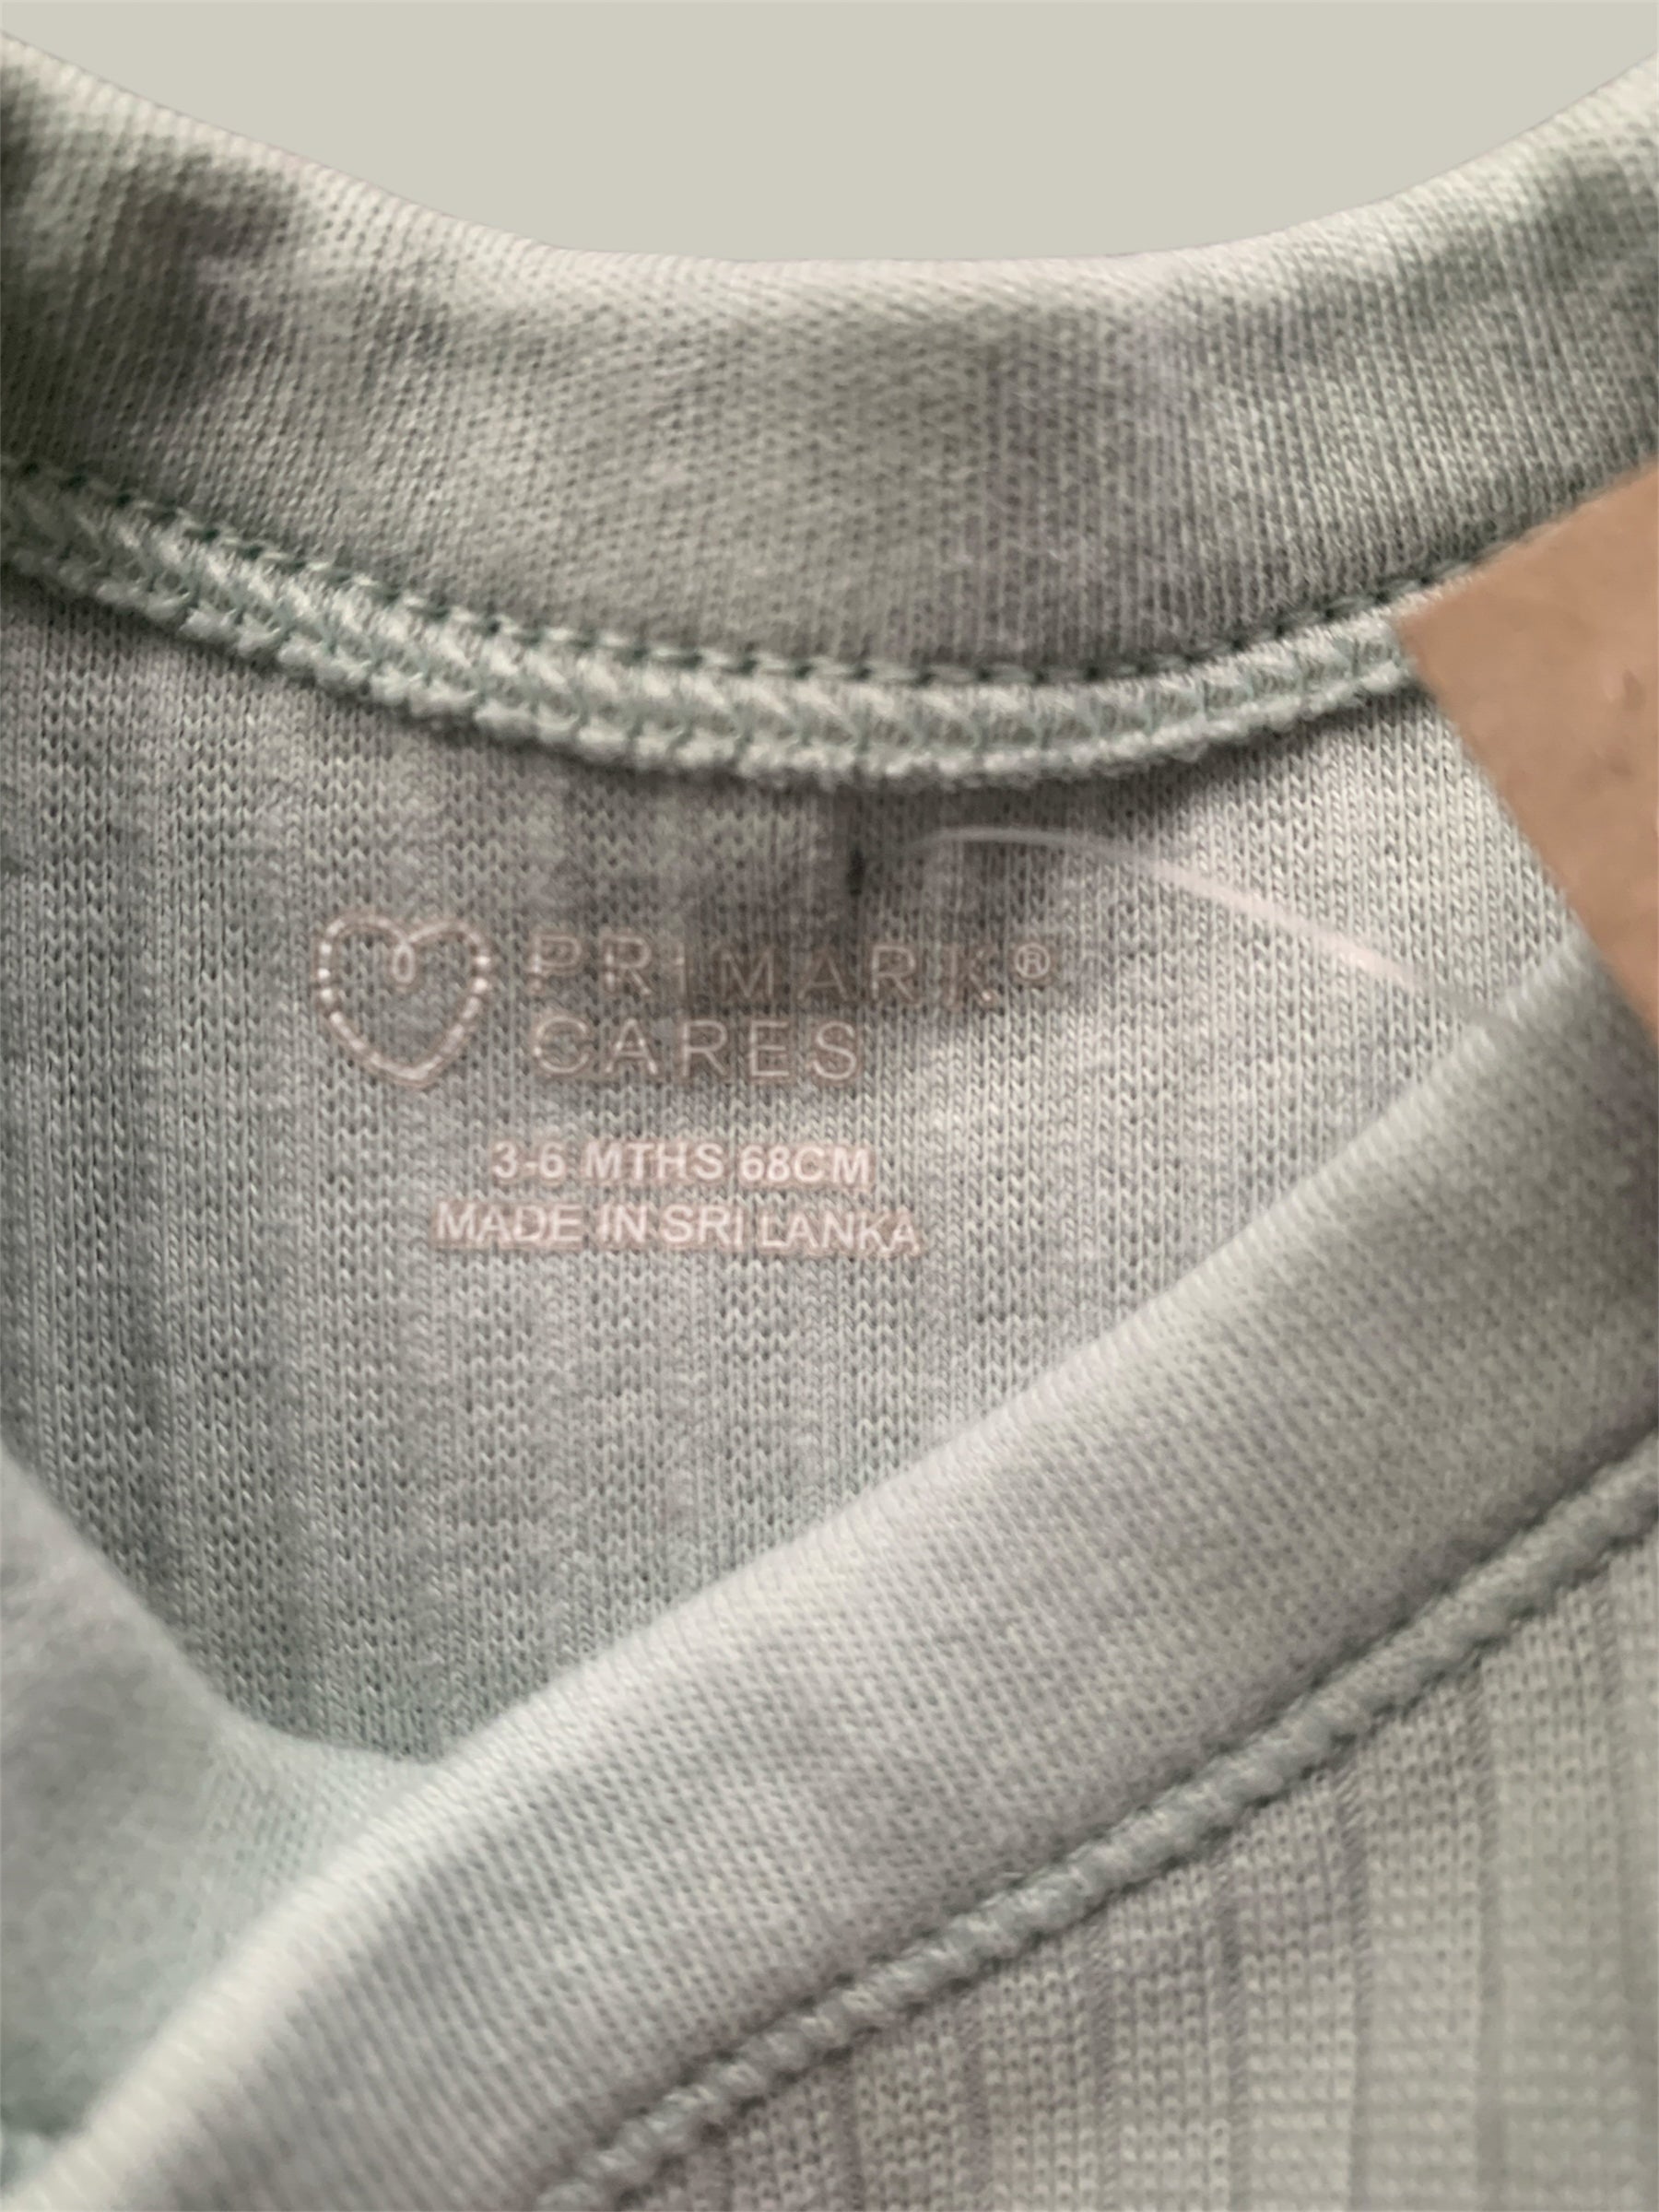 PRIMARK®
CARES
3-6 MTHS 68CM
MADE IN SRI LANKA